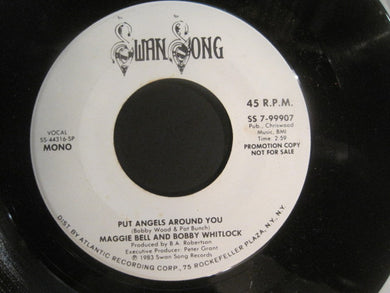 SWAN SONG
VOCAL
SS-44316-SP
MONO
45 R.P.M.
SS 7-99907
Pub., Chriswood
Music, BMI
Time: 2:59
PROMOTION COPY
NOT FOR SALE
PUT ANGELS AROUND YOU
(Bobby Wood & Pat Bunch)
MAGGIE BELL AND BOBBY WHITLOCK
Produced by B.A. Robertson
Executive Producer: Peter Grant
℗ 1983 Swan Song Records
DIST BY ATLANTIC RECORDING CORP., 75 ROCKEFELLER PLAZA, N.Y., N.Y.